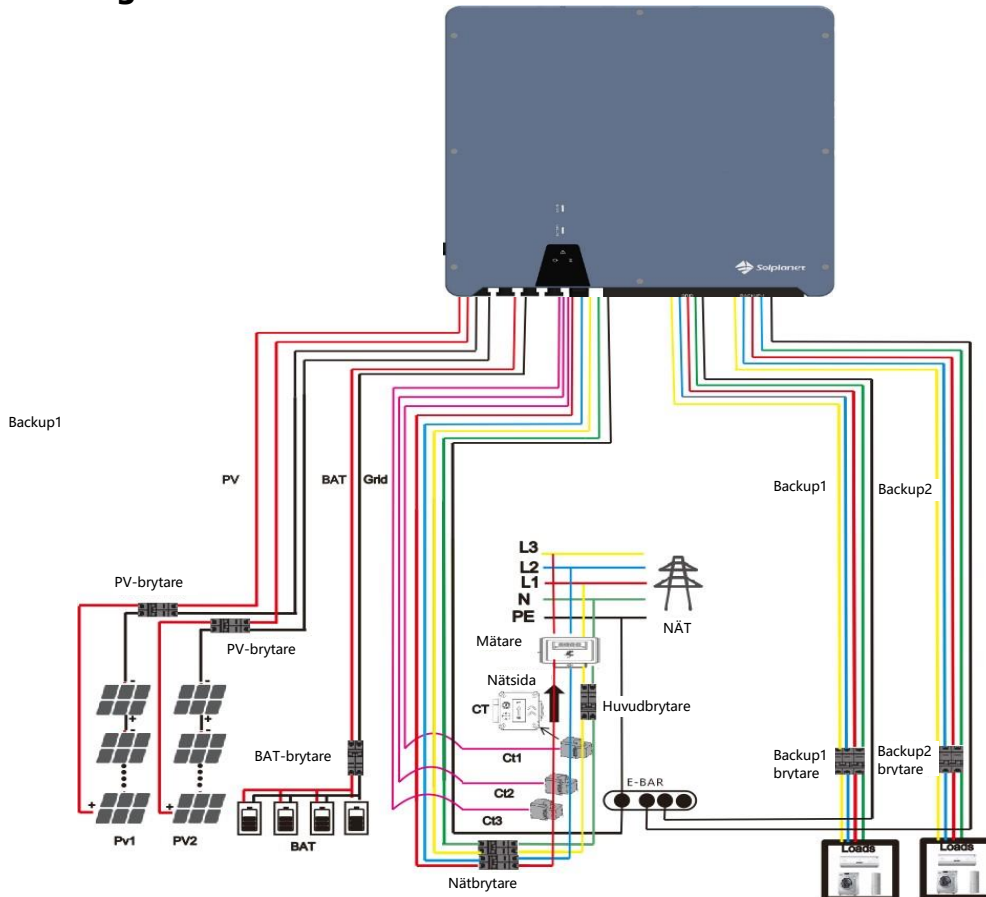 Solplanet
Backup1
PV
BAT
Grid
Backup1
Backup2
PV-brytare
PV-brytare
L3
L2
L1
N
PE
NÄT
Mätare
Nätsida
CT
Huvudbrytare
BAT-brytare
Ct1
Ct2
Ct3
E-BAR
Backup1
brytare
Backup2
brytare
Pv1
PV2
BAT
Nätbrytare
Loads
Loads